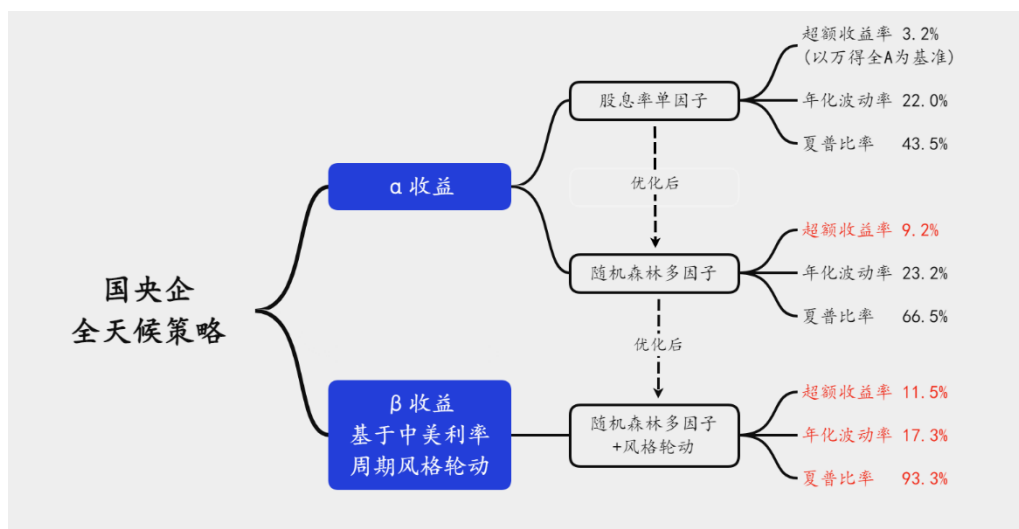 国央企
全天候策略
α 收益
股息率单因子
超额收益率 3.2%
(以万得全A为基准)
年化波动率 22.0%
夏普比率 43.5%
优化后
随机森林多因子
超额收益率 9.2%
年化波动率 23.2%
夏普比率 66.5%
优化后
β 收益
基于中美利率
周期风格轮动
随机森林多因子
+风格轮动
超额收益率 11.5%
年化波动率 17.3%
夏普比率 93.3%